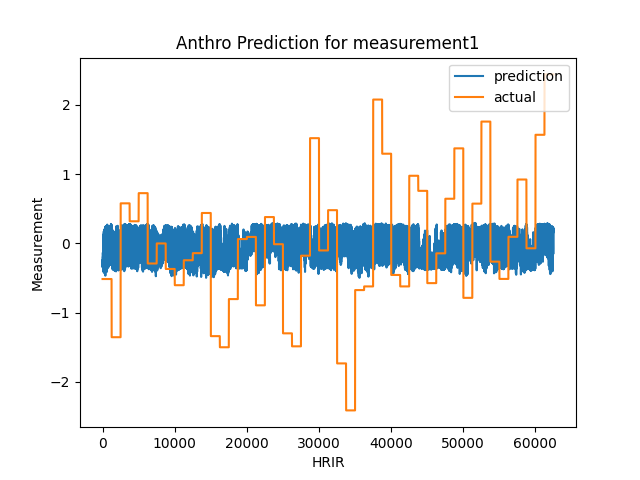 Anthro Prediction for measurement1
prediction
actual
Measurement
2
1
0
−1
−2
0
10000
20000
30000
40000
50000
60000
HRIR